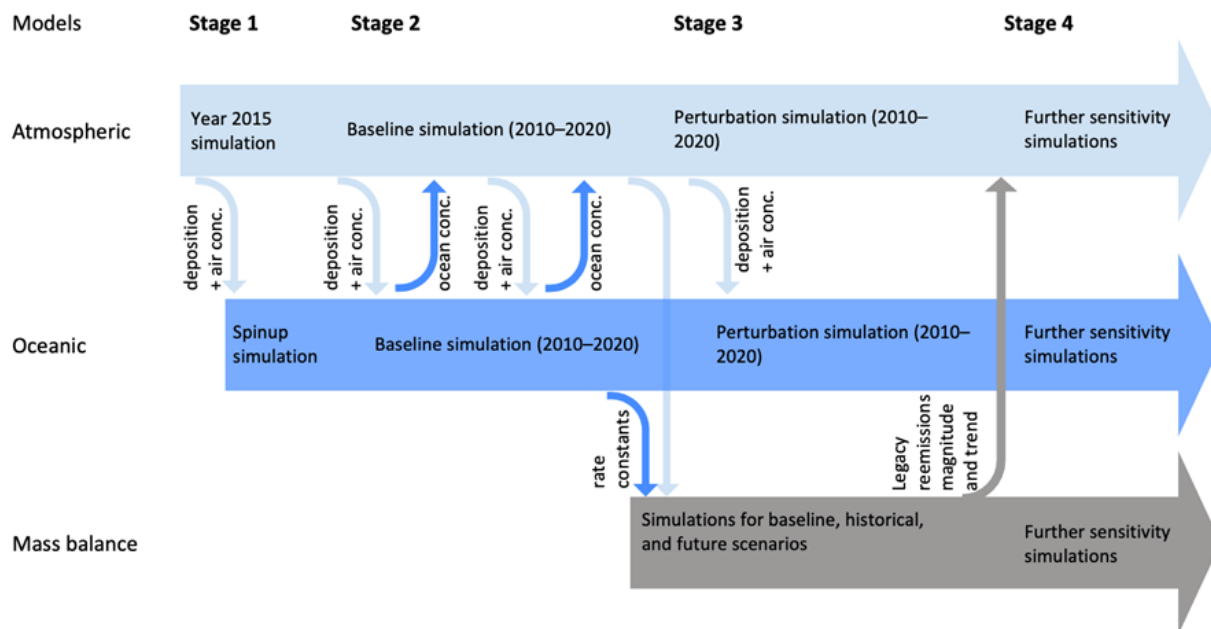 Models
Stage 1
Stage 2
Stage 3
Stage 4
Atmospheric
Year 2015
simulation
Baseline simulation (2010–2020)
Perturbation simulation (2010–
2020)
Further sensitivity
simulations
deposition
+ air conc.
deposition
+ air conc.
ocean conc.
deposition
+ air conc.
ocean conc.
deposition
+ air conc.
Oceanic
Spinup
simulation
Baseline simulation (2010–2020)
Perturbation simulation (2010–
2020)
Further sensitivity
simulations
rate
constants
Legacy
reemissions
magnitude
and trend
Mass balance
Simulations for baseline, historical,
and future scenarios
Further sensitivity
simulations